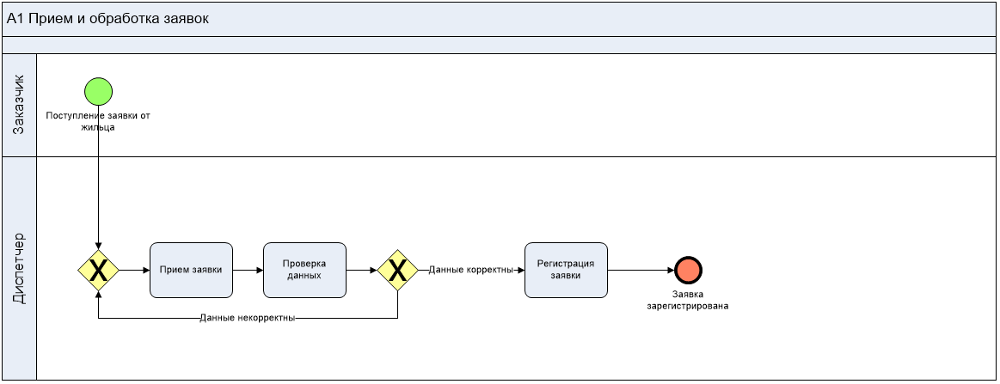 А1 Прием и обработка заявок
Заказчик
Поступление заявки от
жильца
Диспетчер
X
Прием заявки
Проверка
данных
X
Данные корректны
Регистрация
заявки
Заявка
зарегистрирована
Данные некорректны